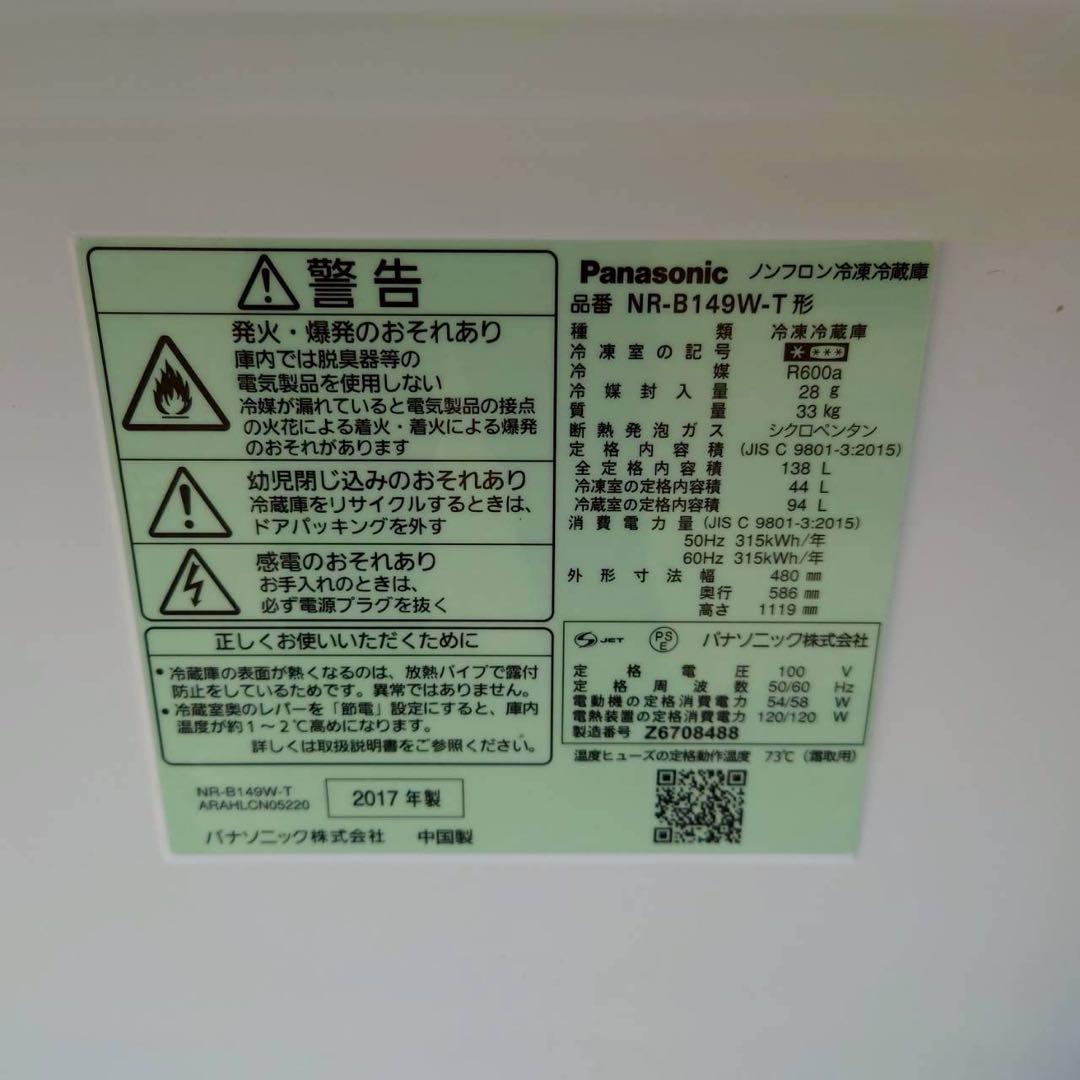 警告
発火・爆発のおそれあり
庫内では脱臭器等の
電気製品を使用しない
冷媒が漏れていると電気製品の接点
の火花による着火・着火による爆発
のおそれがあります
幼児閉じ込みのおそれあり
冷蔵庫をリサイクルするときは、
ドアパッキングを外す
感電のおそれあり
お手入れのときは、
必ず電源プラグを抜く
正しくお使いいただくために
・冷蔵庫の表面が熱くなるのは、放熱パイプで露付
防止をしているためです。異常ではありません。
・冷蔵室奥のレバーを「節電」設定にすると、庫内
温度が約1~2℃高めになります。
詳しくは取扱説明書をご参照ください。
NR-B149W-T
ARAHLCN05220
2017年製
パナソニック株式会社 中国製
Panasonic ノンフロン冷凍冷蔵庫
品番 NR-B149W-T形
種類 冷凍冷蔵庫
冷凍室の記号 * ***
冷媒 R600a
冷媒封入量 28 g
質量 33 kg
断熱発泡ガス シクロペンタン
定格内容積 (JIS C 9801-3:2015)
全定格内容積 138 L
冷凍室の定格内容積 44 L
冷蔵室の定格内容積 94 L
消費電力量 (JIS C 9801-3:2015)
50Hz 315kWh/年
60Hz 315kWh/年
外形寸法 幅 480 mm
奥行 586 mm
高さ 1119 mm
S JET PSE パナソニック株式会社
定格電圧 100 V
定格周波数 50/60 Hz
電動機の定格消費電力 54/58 W
電熱装置の定格消費電力 120/120 W
製造番号 Z6708488
温度ヒューズの定格動作温度 73℃ (霜取用)